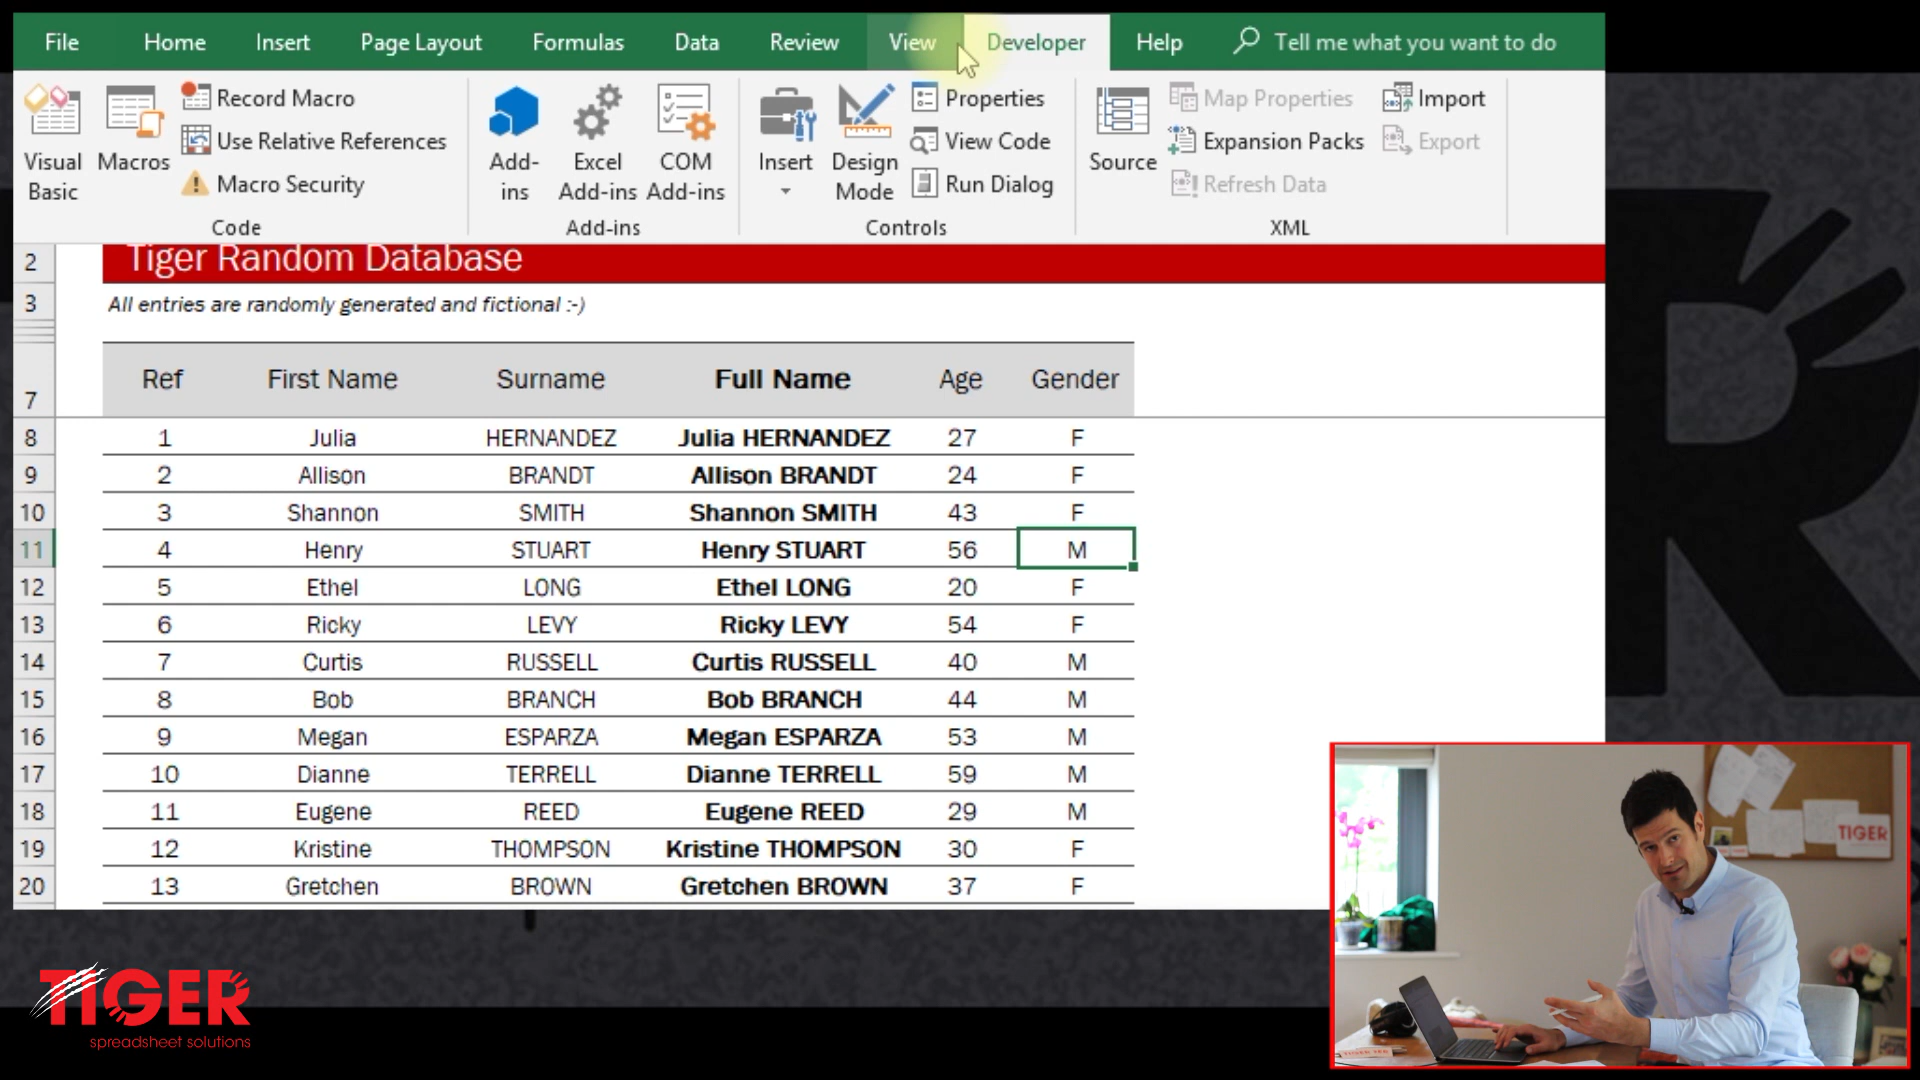 File Home Insert Page Layout Formulas Data Review View Developer Help Tell me what you want to do
Visual Basic
Macros
Record Macro
Use Relative References
Macro Security
Code
Add-ins
Excel Add-ins
COM Add-ins
Add-ins
Insert
Design Mode
Properties
View Code
Run Dialog
Controls
Source
Map Properties
Expansion Packs
Refresh Data
Import
Export
XML
2 Tiger Random Database
3 All entries are randomly generated and fictional :-)
7 Ref First Name Surname Full Name Age Gender
8 1 Julia HERNANDEZ Julia HERNANDEZ 27 F
9 2 Allison BRANDT Allison BRANDT 24 F
10 3 Shannon SMITH Shannon SMITH 43 F
11 4 Henry STUART Henry STUART 56 M
12 5 Ethel LONG Ethel LONG 20 F
13 6 Ricky LEVY Ricky LEVY 54 F
14 7 Curtis RUSSELL Curtis RUSSELL 40 M
15 8 Bob BRANCH Bob BRANCH 44 M
16 9 Megan ESPARZA Megan ESPARZA 53 M
17 10 Dianne TERRELL Dianne TERRELL 59 M
18 11 Eugene REED Eugene REED 29 M
19 12 Kristine THOMPSON Kristine THOMPSON 30 F
20 13 Gretchen BROWN Gretchen BROWN 37 F
TIGER
TIGER
spreadsheet solutions